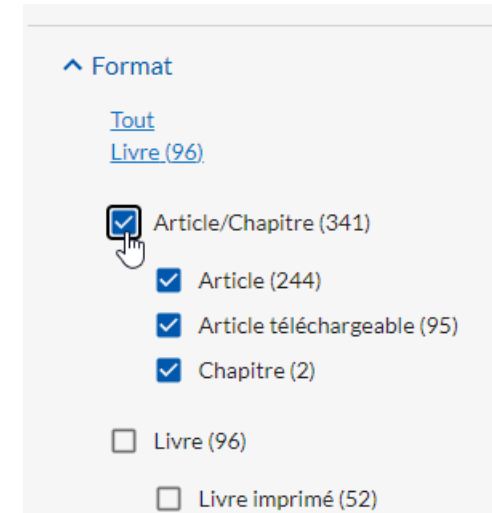 Format
Tout
Livre (96)
Article/Chapitre (341)
Article (244)
Article téléchargeable (95)
Chapitre (2)
Livre (96)
Livre imprimé (52)